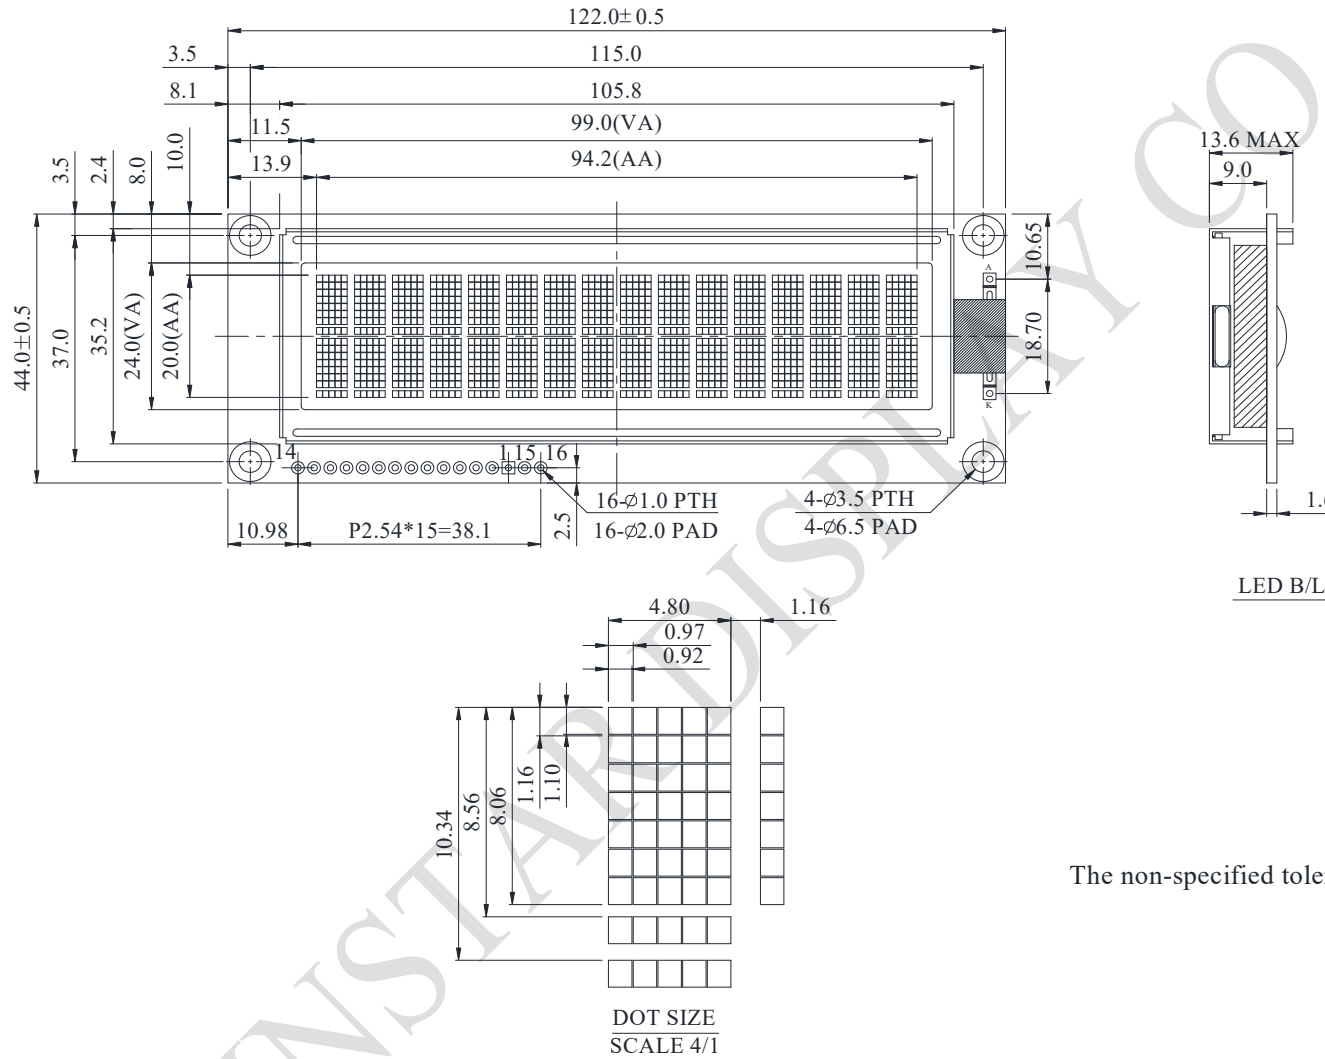 122.0±0.5
3.5 115.0
8.1 105.8
11.5 99.0(VA)
13.9 94.2(AA)
3.5
2.4
8.0
10.0
44.0±0.5
37.0
35.2
24.0(VA)
20.0(AA)
A
K
10.65
18.70
14
1 15 16
10.98
P2.54*15=38.1
2.5
16-⌀1.0 PTH
16-⌀2.0 PAD
4-⌀3.5 PTH
4-⌀6.5 PAD
13.6 MAX
9.0
LED B/L
4.80
1.16
0.97
0.92
10.34
8.56
8.06
1.16
1.10
DOT SIZE
SCALE 4/1
The non-specified
NSTAR DISPLAY CO